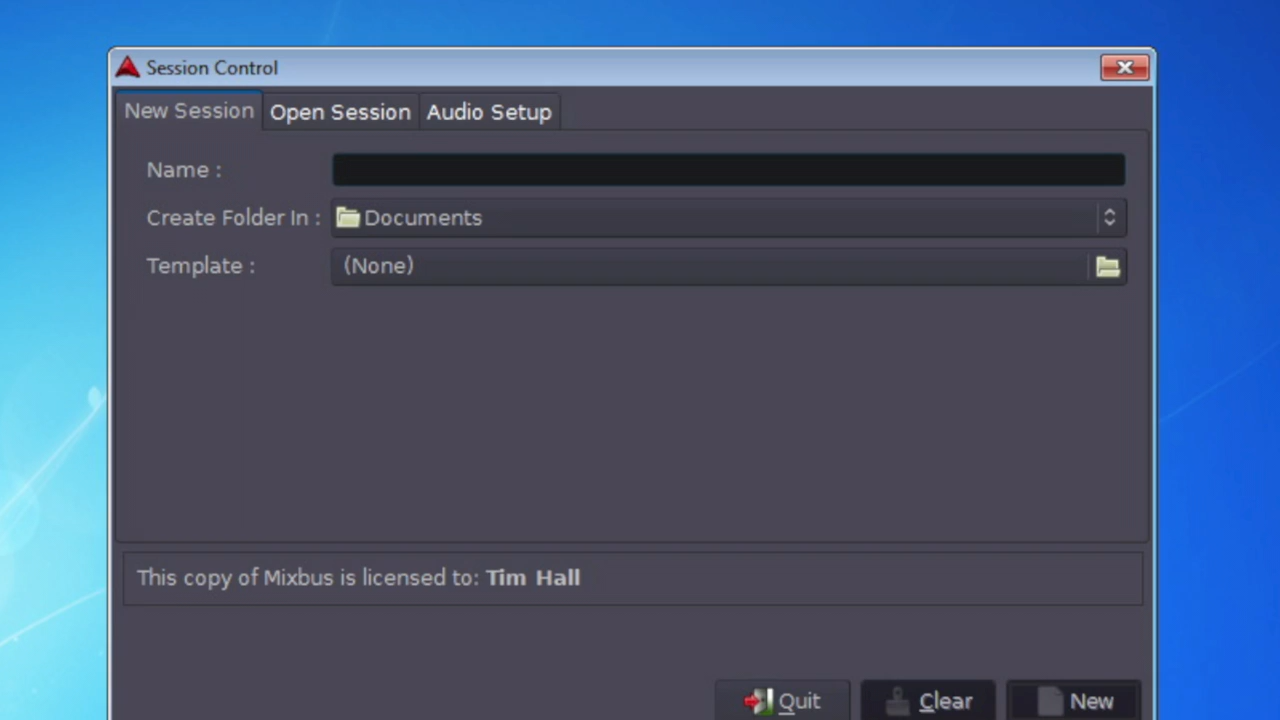 Session Control
New Session Open Session Audio Setup
Name :
Create Folder In : Documents
Template : (None)
This copy of Mixbus is licensed to: Tim Hall
Quit Clear New